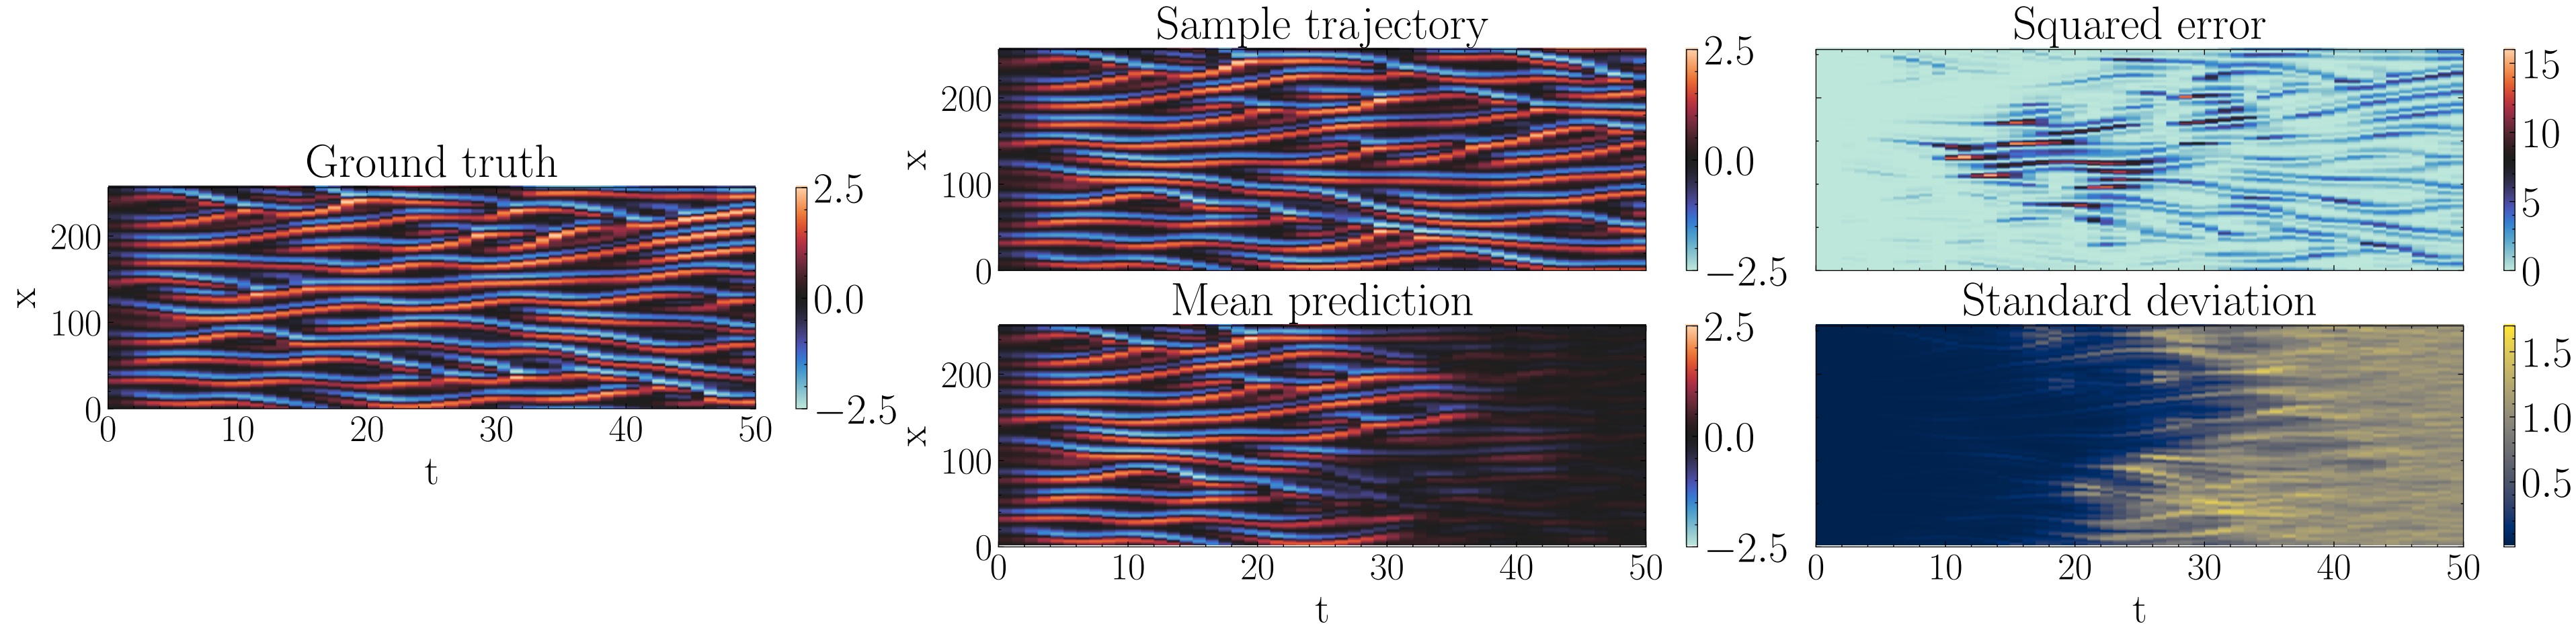 Ground truth
x
200
100
0
0 10 20 30 40 50
t
2.5
0.0
−2.5
Sample trajectory
x
200
100
0
2.5
0.0
−2.5
Squared error
15
10
5
0
Mean prediction
x
200
100
0
0 10 20 30 40 50
t
2.5
0.0
−2.5
Standard deviation
0 10 20 30 40 50
t
1.5
1.0
0.5